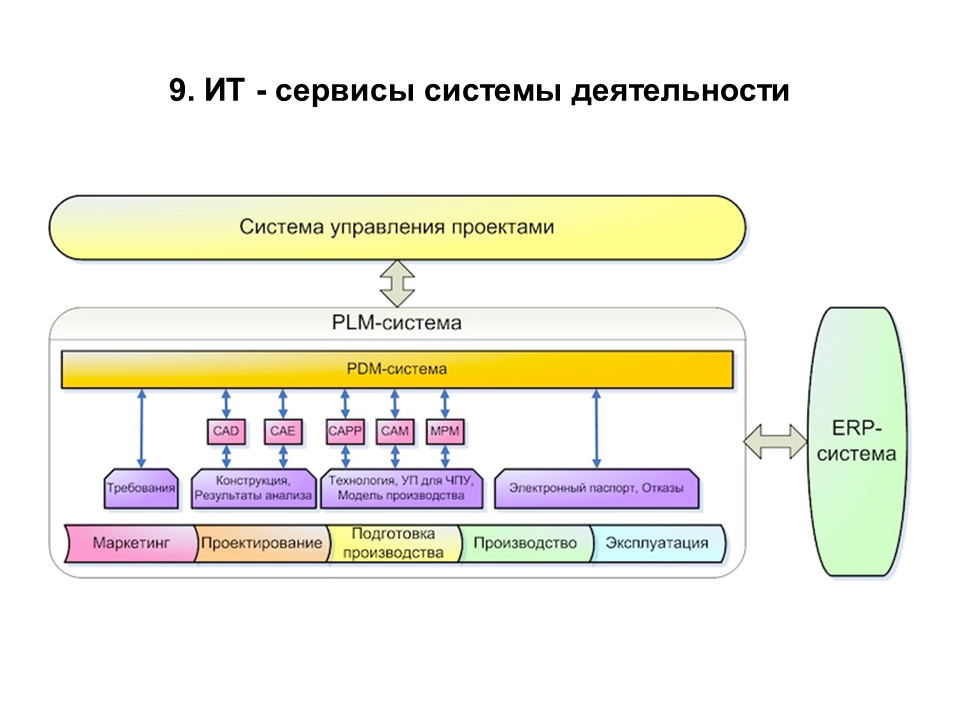 9. ИТ - сервисы системы деятельности
Система управления проектами
PLM-система
PDM-система
CAD
CAE
CAPP
CAM
MPM
ERP-
система
Требования
Конструкция,
Результаты анализа
Технология, УП для ЧПУ,
Модель производства
Электронный паспорт, Отказы
Маркетинг
Проектирование
Подготовка
производства
Производство
Эксплуатация